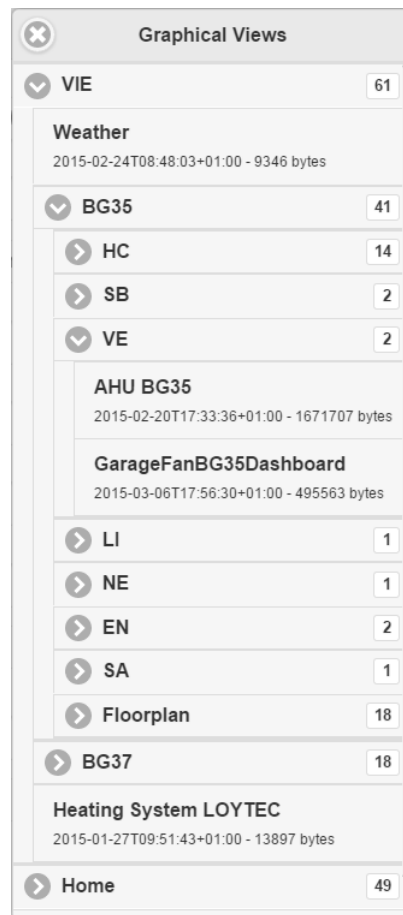 Graphical Views
VIE 61
Weather
2015-02-24T08:48:03+01:00 - 9346 bytes
BG35 41
HC 14
SB 2
VE 2
AHU BG35
2015-02-20T17:33:36+01:00 - 1671707 bytes
GarageFanBG35Dashboard
2015-03-06T17:56:30+01:00 - 495563 bytes
LI 1
NE 1
EN 2
SA 1
Floorplan 18
BG37 18
Heating System LOYTEC
2015-01-27T09:51:43+01:00 - 13897 bytes
Home 49